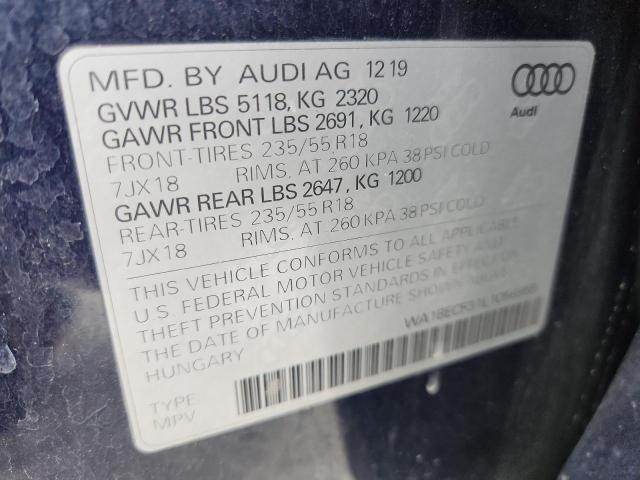 MFD. BY AUDI AG 12 19
GVWR LBS 5118, KG 2320
GAWR FRONT LBS 2691, KG 1220
FRONT-TIRES 235/55 R18
7JX18 RIMS, AT 260 KPA 38 PSI COLD
GAWR REAR LBS 2647, KG 1200
REAR-TIRES 235/55 R18
7JX18 RIMS, AT 260 KPA 38 PSI COLD
Audi
THIS VEHICLE CONFORMS TO ALL APPLICABLE
U.S. FEDERAL MOTOR VEHICLE SAFETY AND
THEFT PREVENTION STANDARDS IN EFFECT ON
THE DATE OF MANUFACTURE SHOWN ABOVE.
HUNGARY
TYPE
MPV